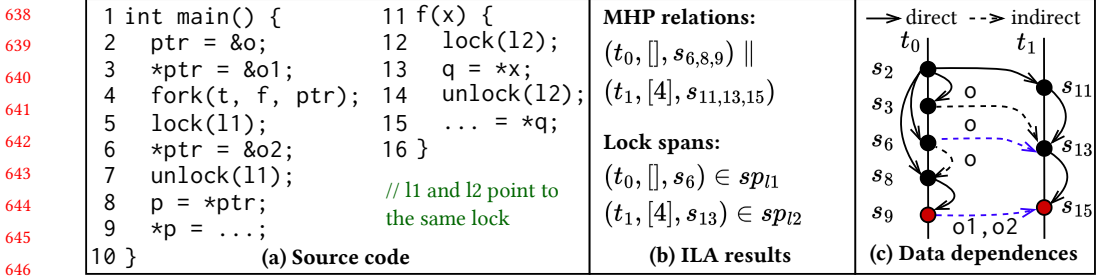 638
639
640
641
642
643
644
645
646
1 int main() {
2 ptr = &o;
3 *ptr = &o1;
4 fork(t, f, ptr);
5 lock(l1);
6 *ptr = &o2;
7 unlock(l1);
8 p = *ptr;
9 *p = ...;
10 }
11 f(x) {
12 lock(l2);
13 q = *x;
14 unlock(l2);
15 ... = *q;
16 }
// l1 and l2 point to
the same lock
(a) Source code
MHP relations:
(t₀, [], s₆,₈,₉) ∥
(t₁, [4], s₁₁,₁₃,₁₅)
Lock spans:
(t₀, [], s₆) ∈ sp_l1
(t₁, [4], s₁₃) ∈ sp_l2
(b) ILA results
direct indirect
t₀ t₁
s₂
s₁₁
o
s₃
o
s₆
s₁₃
o
s₈
s₉
s₁₅
o1,o2
(c) Data dependences